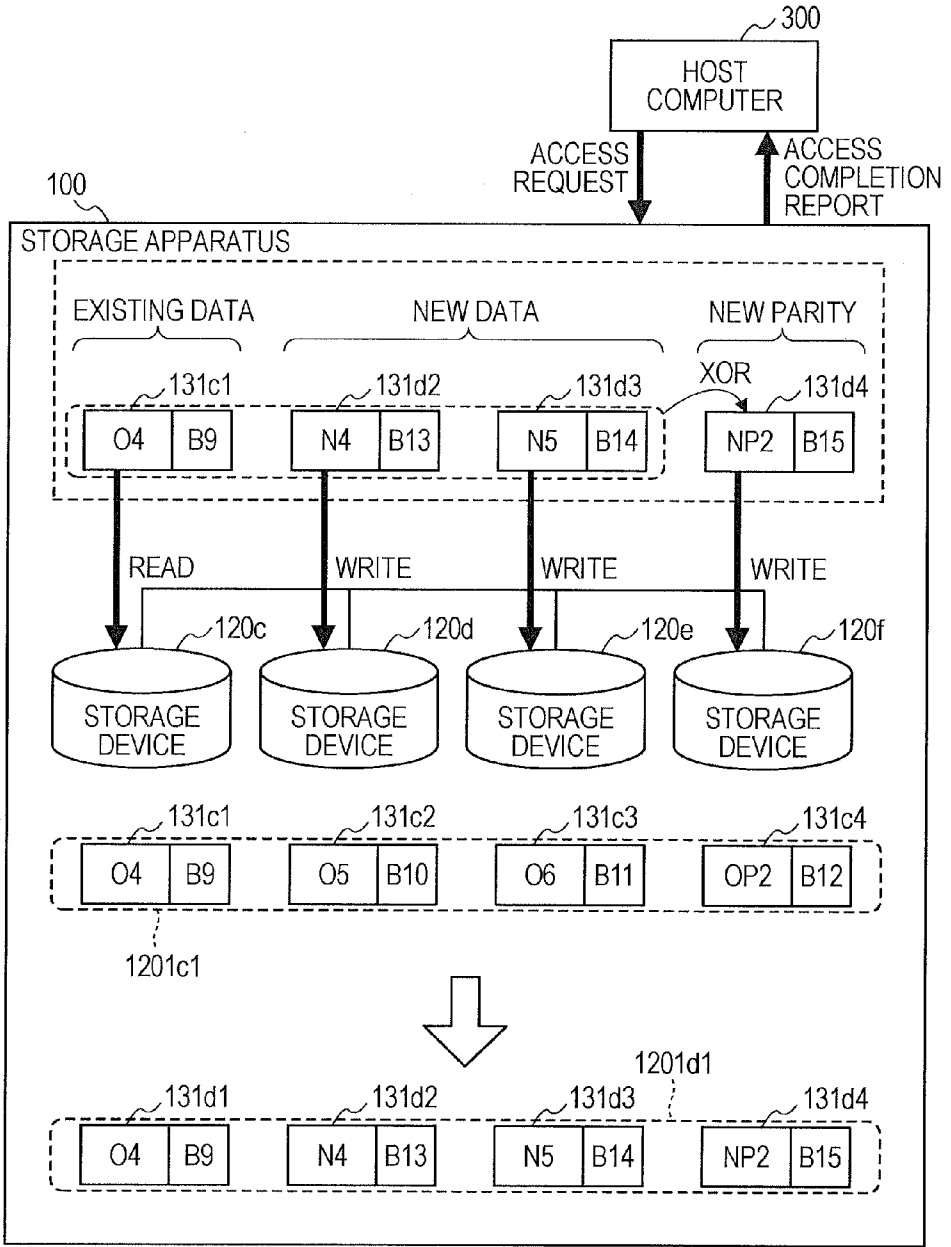 300
HOST
COMPUTER
ACCESS
REQUEST
ACCESS
COMPLETION
REPORT
100
STORAGE APPARATUS
EXISTING DATA
NEW DATA
NEW PARITY
131c1
131d2
131d3
XOR
131d4
O4 B9
N4 B13
N5 B14
NP2 B15
READ
WRITE
WRITE
WRITE
120c
120d
120e
120f
STORAGE
DEVICE
STORAGE
DEVICE
STORAGE
DEVICE
STORAGE
DEVICE
131c1
131c2
131c3
131c4
O4 B9
O5 B10
O6 B11
OP2 B12
1201c1
1201d1
131d1
131d2
131d3
131d4
O4 B9
N4 B13
N5 B14
NP2 B15